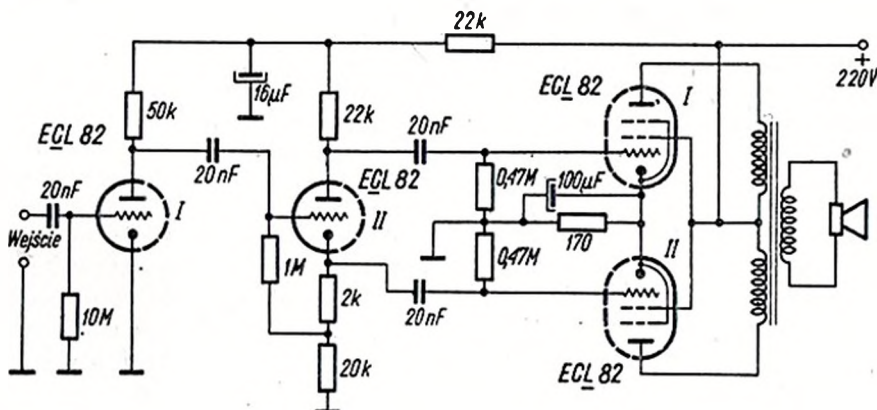 22k
+
220V
16µF
50k
22k
ECL 82
I
ECL 82
20nF
20nF
ECL 82
0,47M
100µF
20nF
Wejście
I
II
170
II
1M
0,47M
2k
20nF
10M
20k
ECL 82